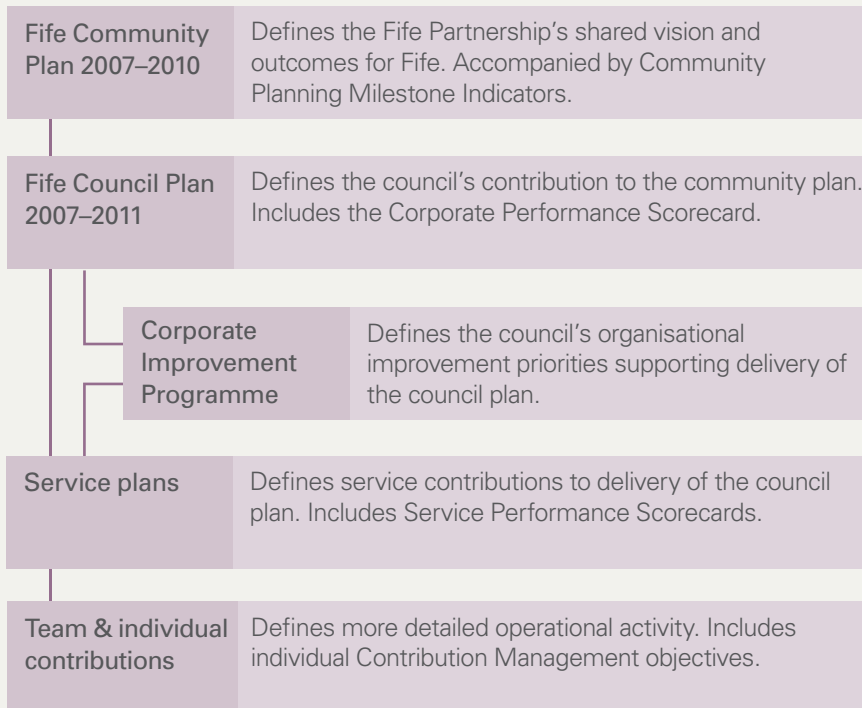 Fife Community
Plan 2007–2010
Defines the Fife Partnership’s shared vision and
outcomes for Fife. Accompanied by Community
Planning Milestone Indicators.
Fife Council Plan
2007–2011
Defines the council’s contribution to the community plan.
Includes the Corporate Performance Scorecard.
Corporate
Improvement
Programme
Defines the council’s organisational
improvement priorities supporting delivery of
the council plan.
Service plans
Defines service contributions to delivery of the council
plan. Includes Service Performance Scorecards.
Team & individual
contributions
Defines more detailed operational activity. Includes
individual Contribution Management objectives.